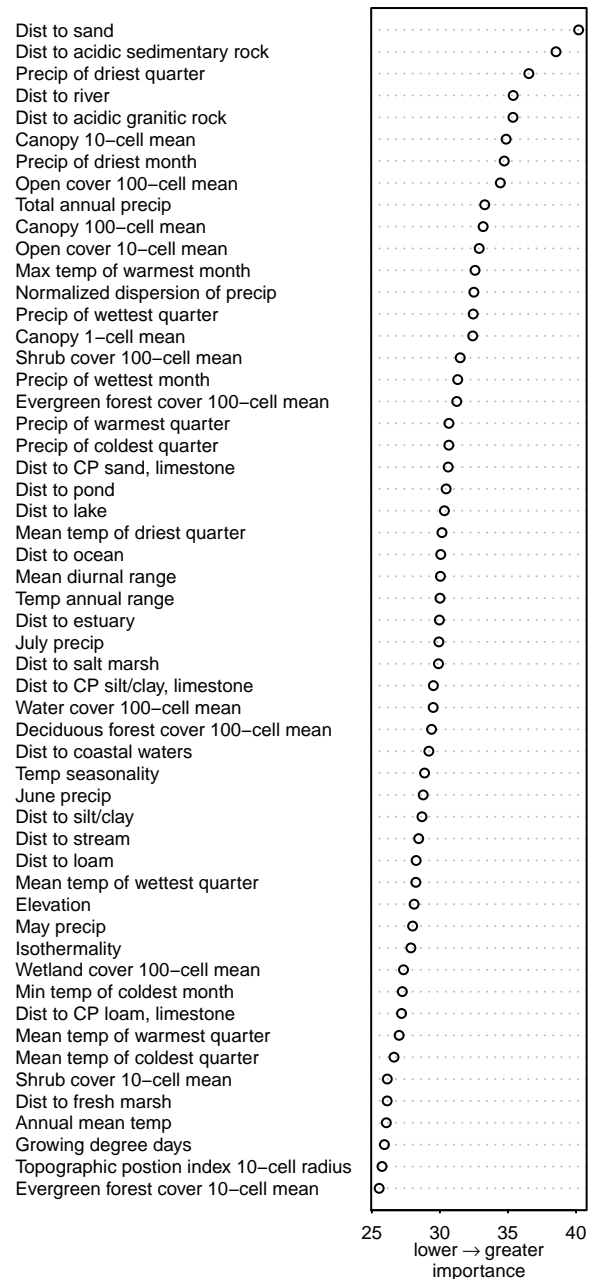 Dist to sand
Dist to acidic sedimentary rock
Precip of driest quarter
Dist to river
Dist to acidic granitic rock
Canopy 10−cell mean
Precip of driest month
Open cover 100−cell mean
Total annual precip
Canopy 100−cell mean
Open cover 10−cell mean
Max temp of warmest month
Normalized dispersion of precip
Precip of wettest quarter
Canopy 1−cell mean
Shrub cover 100−cell mean
Precip of wettest month
Evergreen forest cover 100−cell mean
Precip of warmest quarter
Precip of coldest quarter
Dist to CP sand, limestone
Dist to pond
Dist to lake
Mean temp of driest quarter
Dist to ocean
Mean diurnal range
Temp annual range
Dist to estuary
July precip
Dist to salt marsh
Dist to CP silt/clay, limestone
Water cover 100−cell mean
Deciduous forest cover 100−cell mean
Dist to coastal waters
Temp seasonality
June precip
Dist to silt/clay
Dist to stream
Dist to loam
Mean temp of wettest quarter
Elevation
May precip
Isothermality
Wetland cover 100−cell mean
Min temp of coldest month
Dist to CP loam, limestone
Mean temp of warmest quarter
Mean temp of coldest quarter
Shrub cover 10−cell mean
Dist to fresh marsh
Annual mean temp
Growing degree days
Topographic postion index 10−cell radius
Evergreen forest cover 10−cell mean
25 30 35 40
lower → greater
importance